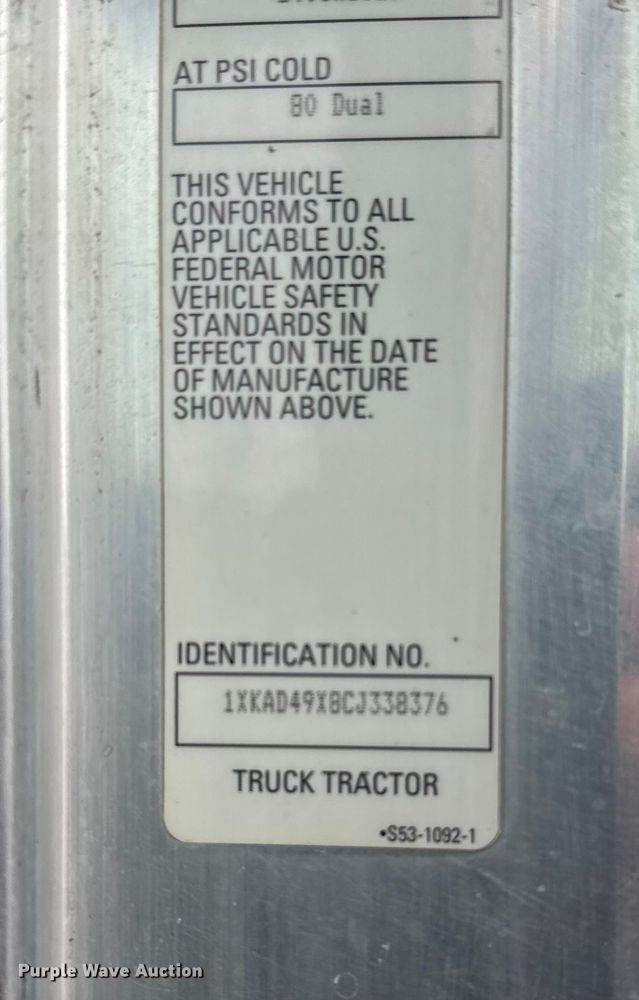 AT PSI COLD
80 Dual
THIS VEHICLE
CONFORMS TO ALL
APPLICABLE U.S.
FEDERAL MOTOR
VEHICLE SAFETY
STANDARDS IN
EFFECT ON THE DATE
OF MANUFACTURE
SHOWN ABOVE.
IDENTIFICATION NO.
1XKAD49X8CJ338376
TRUCK TRACTOR
•S53-1092-1
Purple Wave Auction